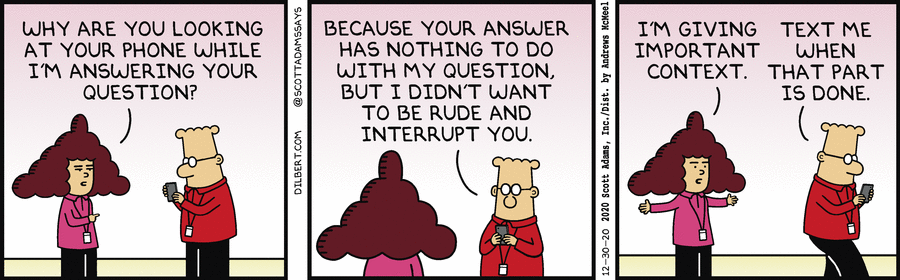 WHY ARE YOU LOOKING
AT YOUR PHONE WHILE
I'M ANSWERING YOUR
QUESTION?
DILBERT.COM @SCOTTADAMSSAYS
BECAUSE YOUR ANSWER
HAS NOTHING TO DO
WITH MY QUESTION,
BUT I DIDN'T WANT
TO BE RUDE AND
INTERRUPT YOU.
12-30-20 2020 Scott Adams, Inc./Dist. by Andrews McMeel
I'M GIVING
IMPORTANT
CONTEXT.
TEXT ME
WHEN
THAT PART
IS DONE.